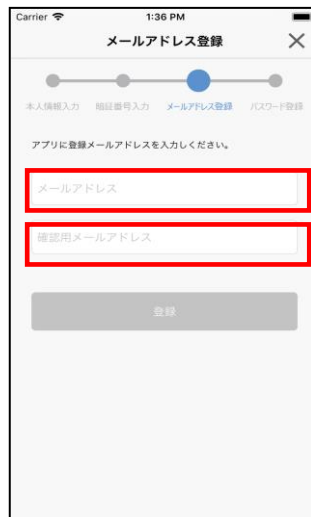 Carrier 1:36 PM
メールアドレス登録
本人情報入力 暗証番号入力 メールアドレス登録 パスワード登録
アプリに登録メールアドレスを入力しください。
メールアドレス
確認用メールアドレス
登録